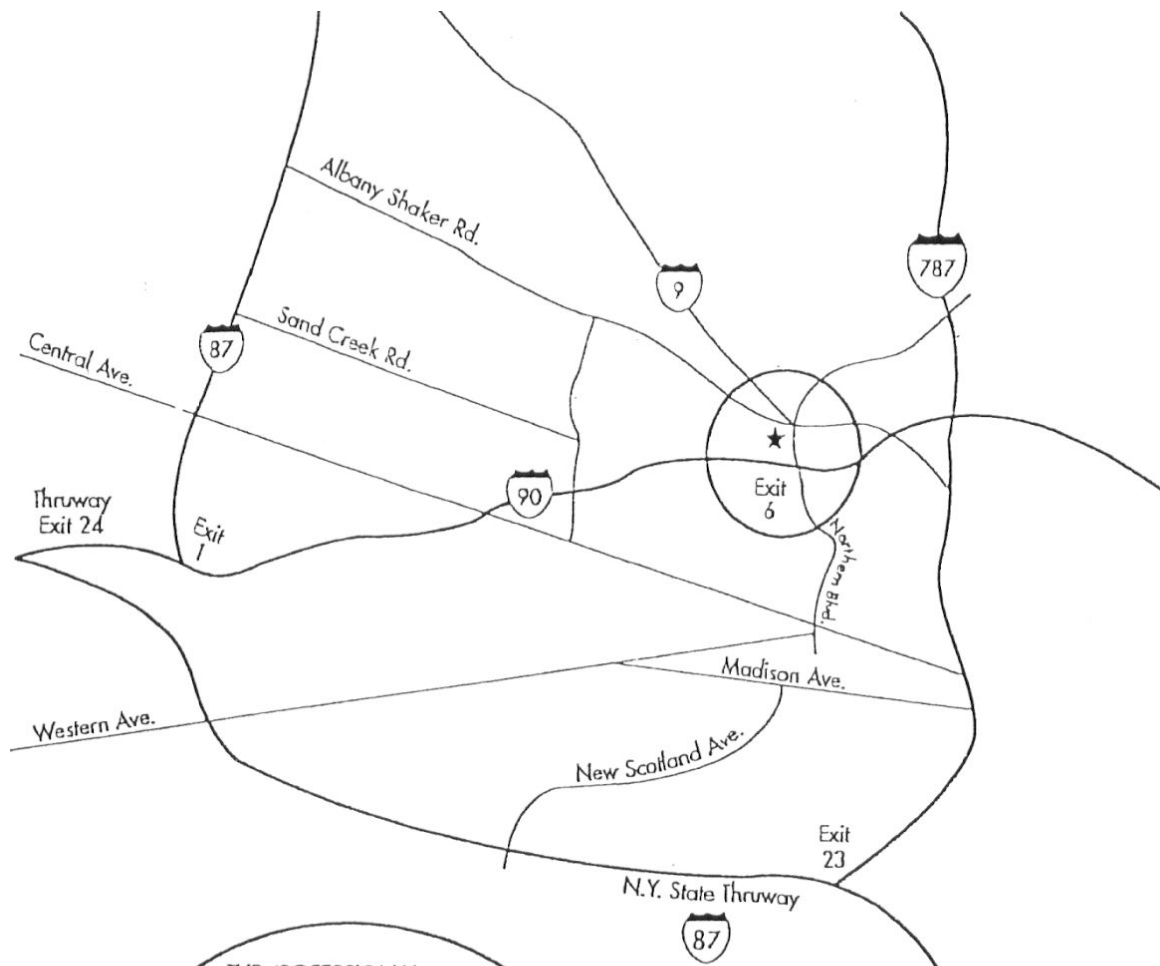 Albany Shaker Rd.
9
787
Sand Creek Rd.
87
Central Ave.
90
Thruway
Exit 24
Exit
1
Exit
6
Northern Blvd.
Madison Ave.
Western Ave.
New Scotland Ave.
Exit
23
N.Y. State Thruway
87